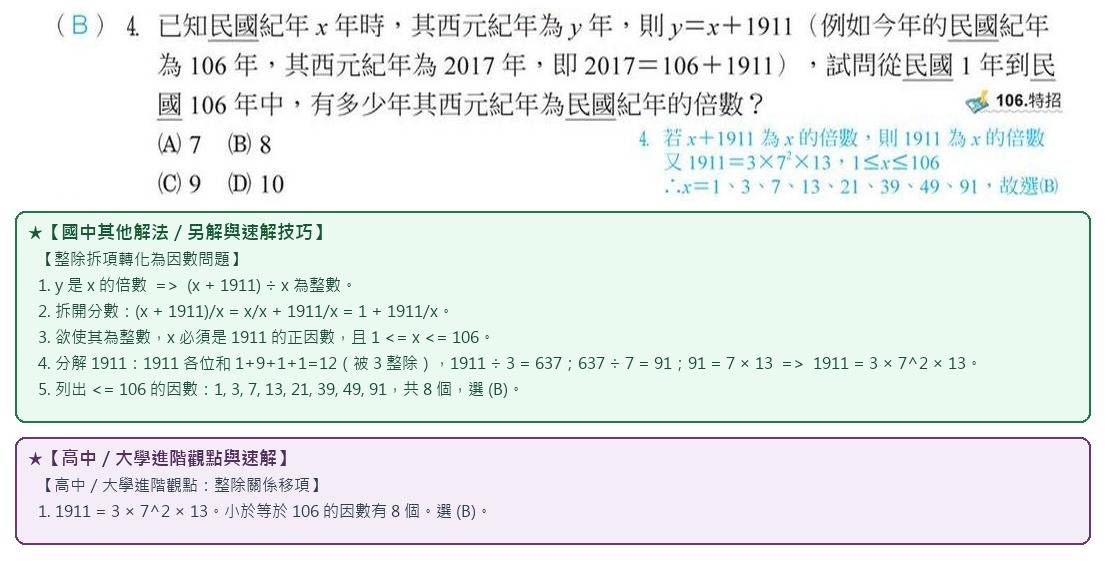 （B）4. 已知民國紀年 x 年時，其西元紀年為 y 年，則 y=x+1911（例如今年的民國紀年
為 106 年，其西元紀年為 2017 年，即 2017=106+1911），試問從民國 1 年到民
國 106 年中，有多少年其西元紀年為民國紀年的倍數？
106.特招
(A) 7 (B) 8
(C) 9 (D) 10
4. 若 x+1911 為 x 的倍數，則 1911 為 x 的倍數
又 1911=3×7²×13，1≤x≤106
∴x=1、3、7、13、21、39、49、91，故選(B)
★【國中其他解法 / 另解與速解技巧】
【整除拆項轉化為因數問題】
1. y 是 x 的倍數 => (x + 1911) ÷ x 為整數。
2. 拆開分數：(x + 1911)/x = x/x + 1911/x = 1 + 1911/x。
3. 欲使其為整數，x 必須是 1911 的正因數，且 1 <= x <= 106。
4. 分解 1911：1911 各位和 1+9+1+1=12（被 3 整除），1911 ÷ 3 = 637；637 ÷ 7 = 91；91 = 7 × 13 => 1911 = 3 × 7^2 × 13。
5. 列出 <= 106 的因數：1, 3, 7, 13, 21, 39, 49, 91，共 8 個，選 (B)。
★【高中 / 大學進階觀點與速解】
【高中 / 大學進階觀點：整除關係移項】
1. 1911 = 3 × 7^2 × 13。小於等於 106 的因數有 8 個。選 (B)。